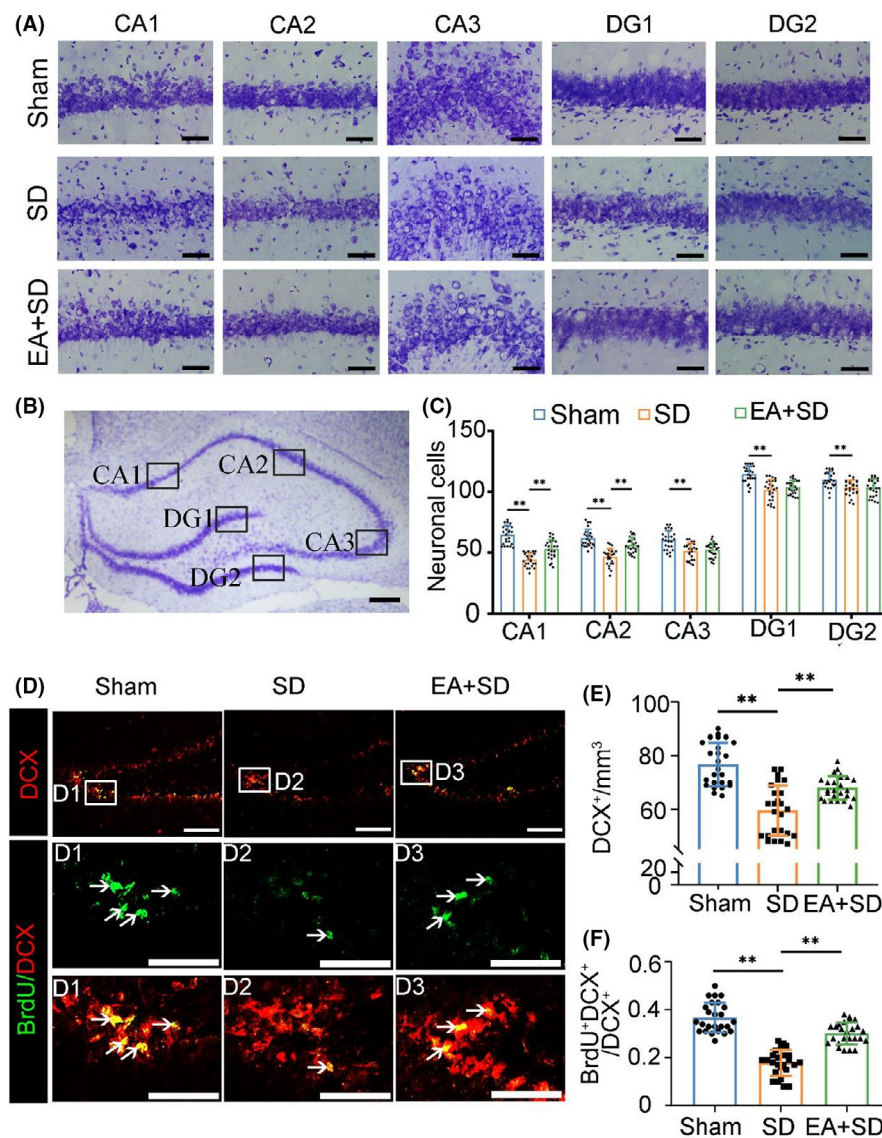 (A)
CA1 CA2 CA3 DG1 DG2
Sham
SD
EA+SD
(B)
CA1
CA2
DG1
CA3
DG2
(C)
Sham SD EA+SD
Neuronal cells
150
100
50
0
** ** ** ** ** ** **
CA1 CA2 CA3 DG1 DG2
(D)
Sham SD EA+SD
DCX
D1 D2 D3
BrdU/DCX
D1 D2 D3
D1 D2 D3
(E)
** **
DCX⁺/mm³
100
80
60
20
0
Sham SD EA+SD
(F)
** **
BrdU⁺DCX⁺
/DCX⁺
0.6
0.4
0.2
0.0
Sham SD EA+SD